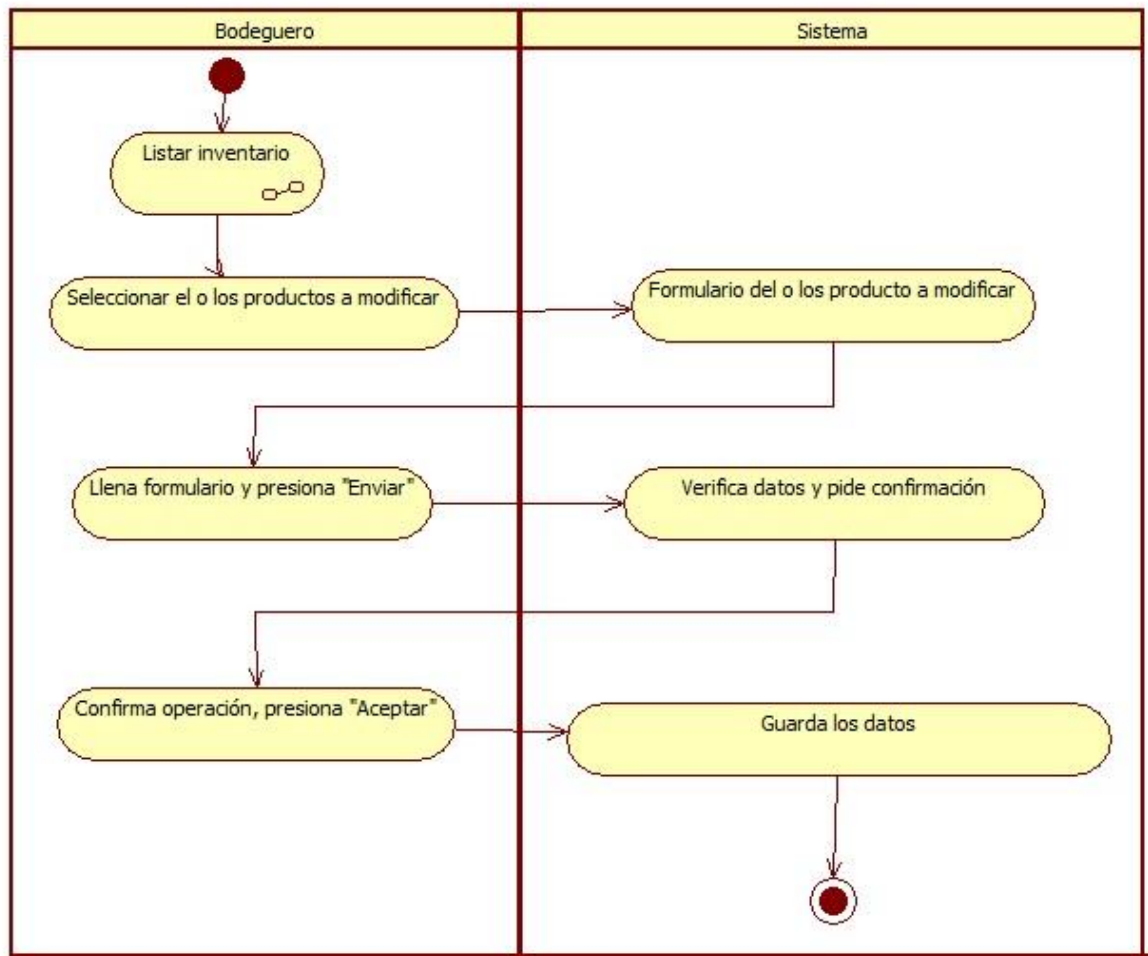 Bodeguero
Sistema
Listar inventario
Seleccionar el o los productos a modificar
Formulario del o los producto a modificar
Llena formulario y presiona "Enviar"
Verifica datos y pide confirmación
Confirma operación, presiona "Aceptar"
Guarda los datos